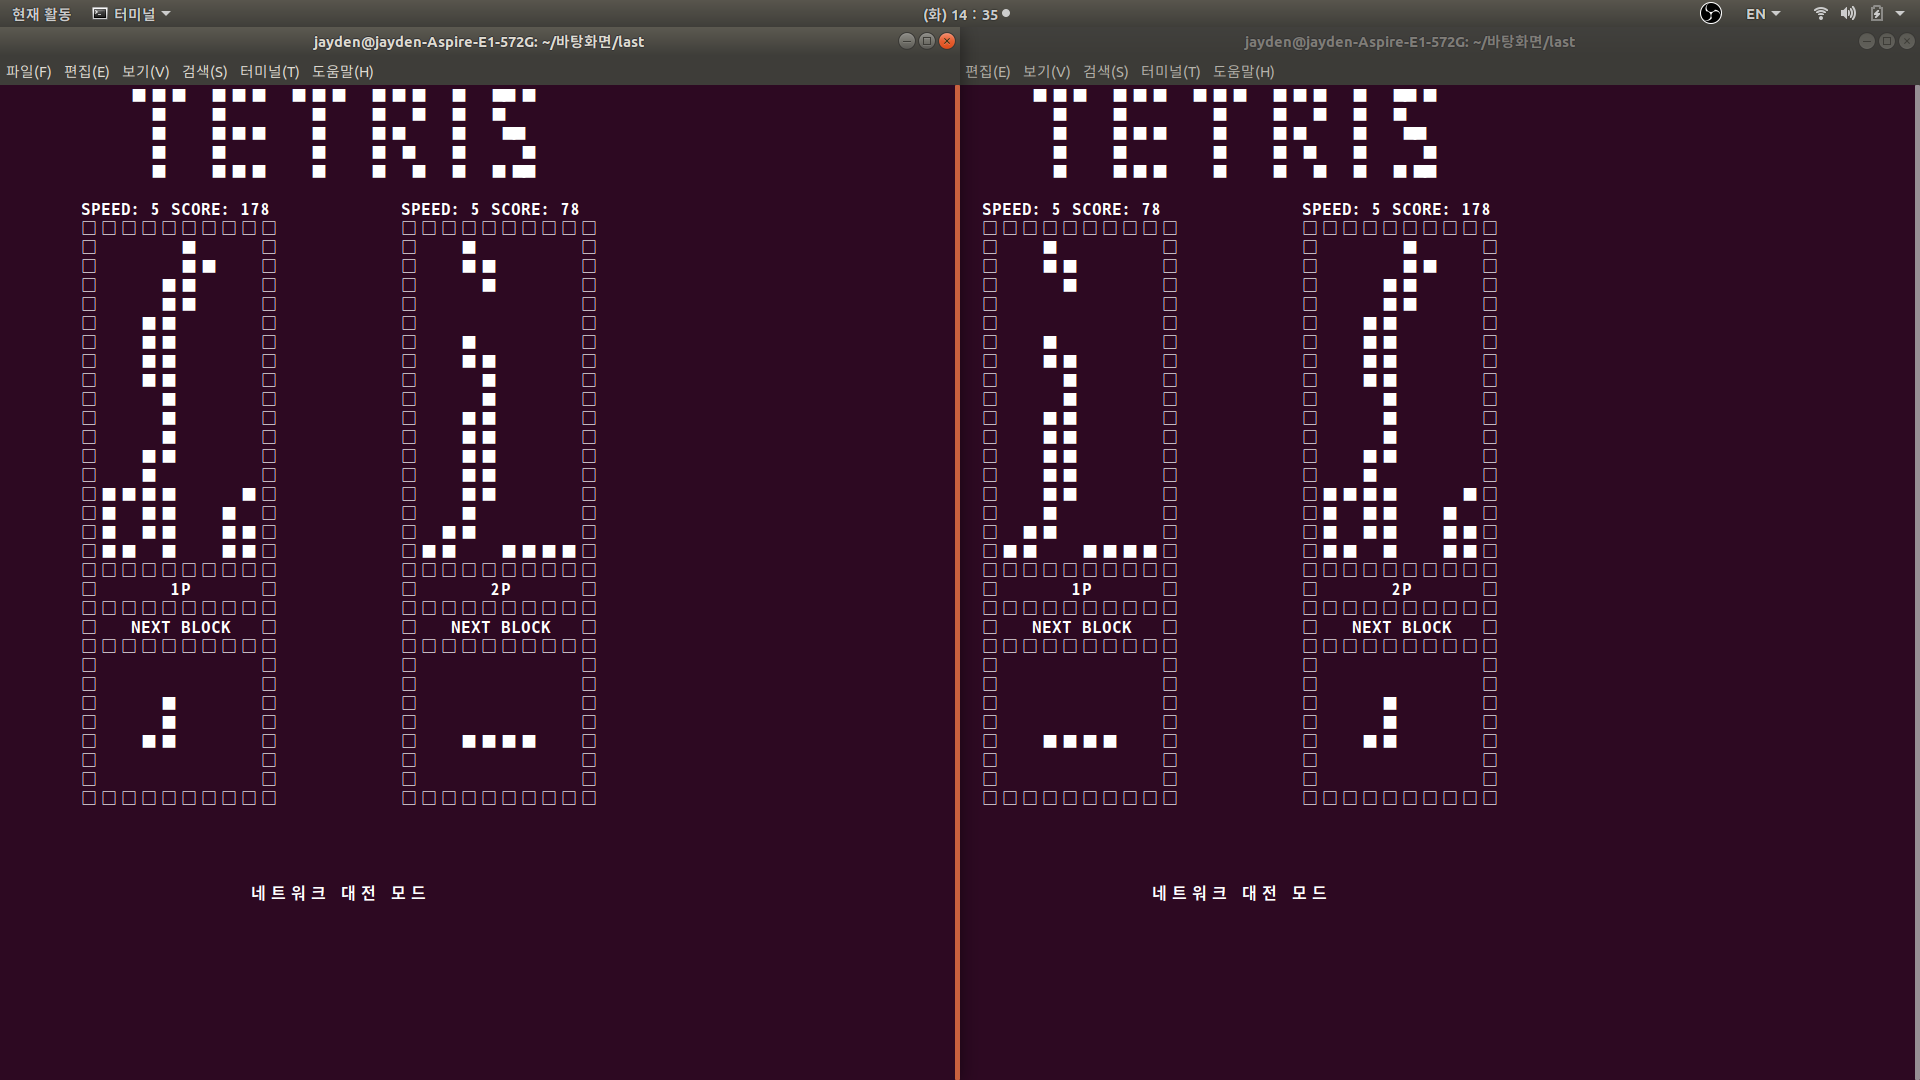 현재 활동 터미널 (화) 14 : 35 EN
jayden@jayden-Aspire-E1-572G: ~/바탕화면/last
파일(F) 편집(E) 보기(V) 검색(S) 터미널(T) 도움말(H)
TETRIS
SPEED: 5 SCORE: 178 SPEED: 5 SCORE: 78
1P 2P
NEXT BLOCK NEXT BLOCK
네트워크 대전 모드
jayden@jayden-Aspire-E1-572G: ~/바탕화면/last
편집(E) 보기(V) 검색(S) 터미널(T) 도움말(H)
TETRIS
SPEED: 5 SCORE: 78 SPEED: 5 SCORE: 178
1P 2P
NEXT BLOCK NEXT BLOCK
네트워크 대전 모드